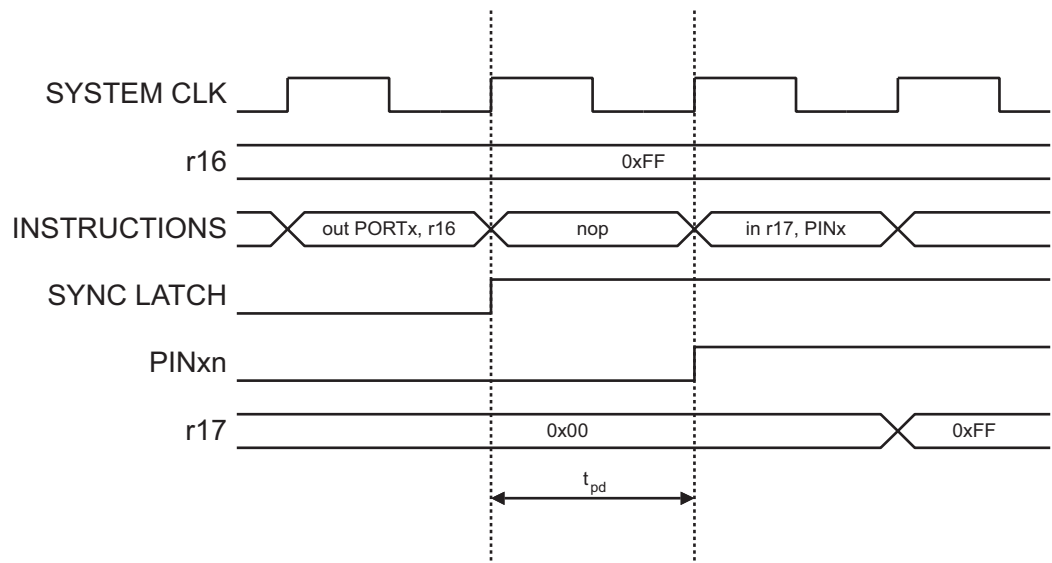 SYSTEM CLK
r16
0xFF
INSTRUCTIONS
out PORTx, r16
nop
in r17, PINx
SYNC LATCH
PINxn
r17
0x00
0xFF
tpd